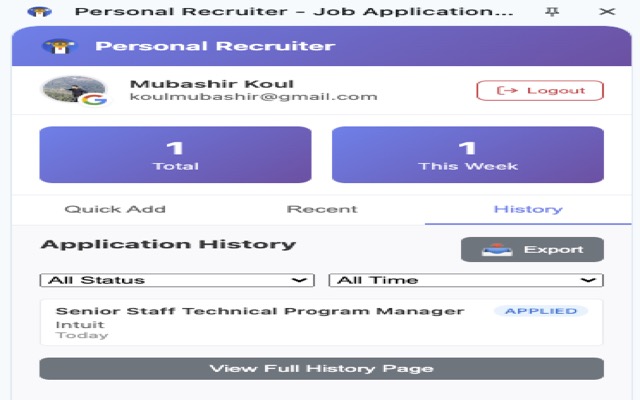 Personal Recruiter - Job Application...
Personal Recruiter
Mubashir Koul
koulmubashir@gmail.com
Logout
1
Total
1
This Week
Quick Add
Recent
History
Application History
Export
All Status
All Time
Senior Staff Technical Program Manager
APPLIED
Intuit
Today
View Full History Page